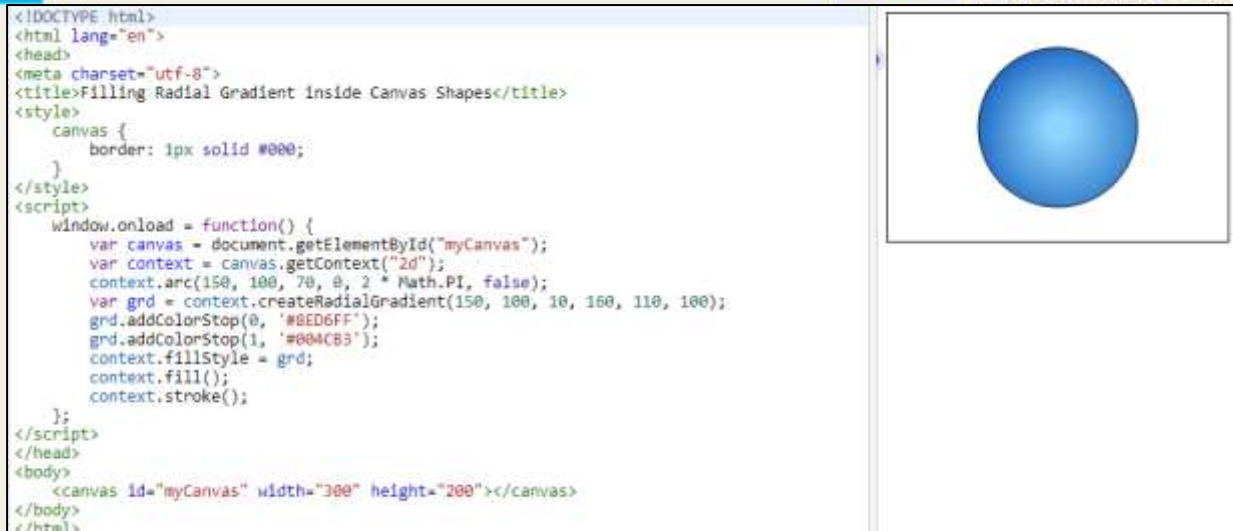 <!DOCTYPE html>
<html lang="en">
<head>
<meta charset="utf-8">
<title>Filling Radial Gradient inside Canvas Shapes</title>
<style>
    canvas {
        border: 1px solid #000;
    }
</style>
<script>
    window.onload = function() {
        var canvas = document.getElementById("myCanvas");
        var context = canvas.getContext("2d");
        context.arc(150, 100, 70, 0, 2 * Math.PI, false);
        var grd = context.createRadialGradient(150, 100, 10, 160, 110, 100);
        grd.addColorStop(0, '#8ED6FF');
        grd.addColorStop(1, '#004CB3');
        context.fillStyle = grd;
        context.fill();
        context.stroke();
    };
</script>
</head>
<body>
    <canvas id="myCanvas" width="300" height="200"></canvas>
</body>
</html>